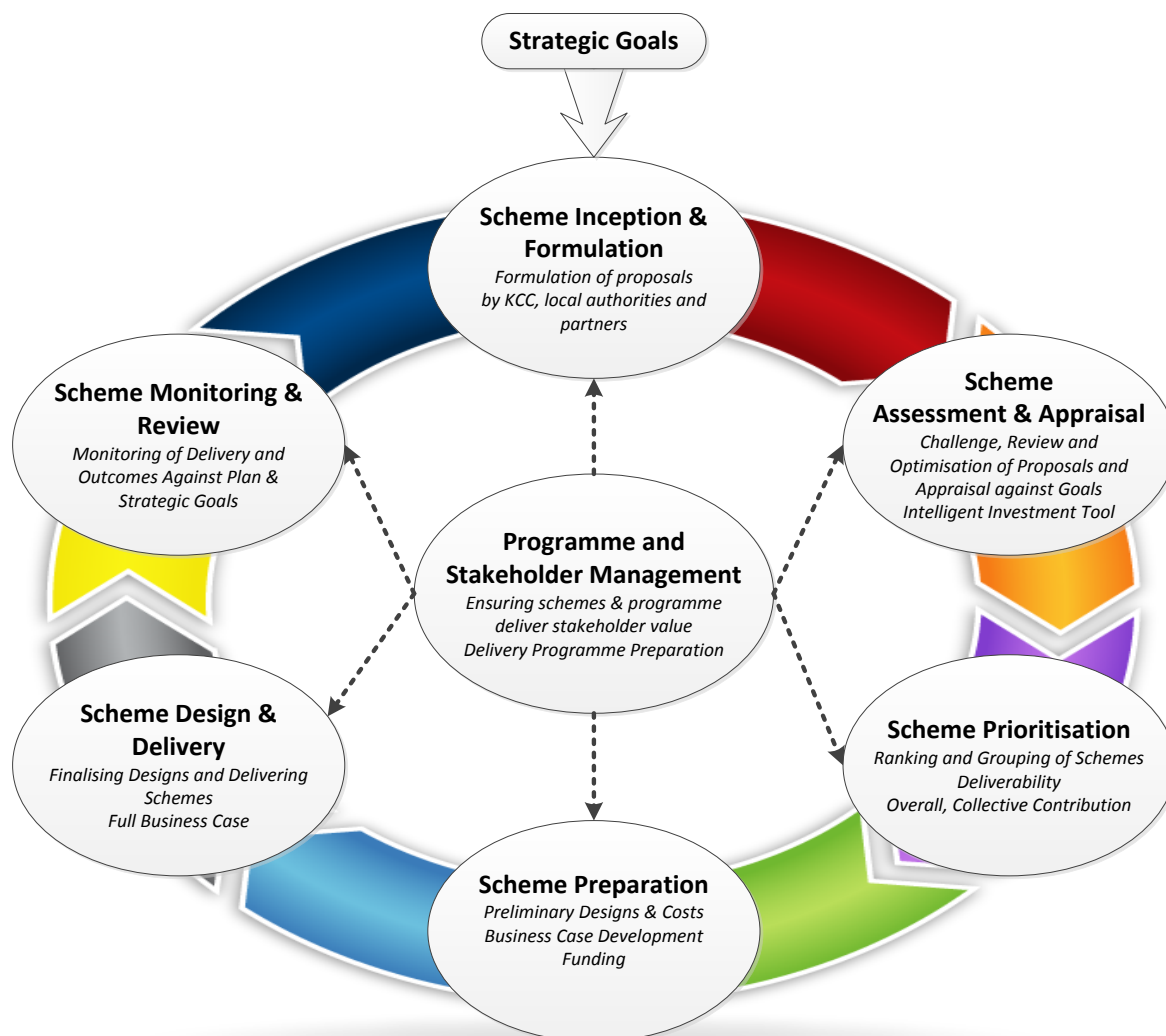 Strategic Goals
Scheme Inception &
Formulation
Formulation of proposals
by KCC, local authorities and
partners
Scheme
Assessment & Appraisal
Challenge, Review and
Optimisation of Proposals and
Appraisal against Goals
Intelligent Investment Tool
Scheme Prioritisation
Ranking and Grouping of Schemes
Deliverability
Overall, Collective Contribution
Scheme Preparation
Preliminary Designs & Costs
Business Case Development
Funding
Scheme Design &
Delivery
Finalising Designs and Delivering
Schemes
Full Business Case
Scheme Monitoring &
Review
Monitoring of Delivery and
Outcomes Against Plan &
Strategic Goals
Programme and
Stakeholder Management
Ensuring schemes & programme
deliver stakeholder value
Delivery Programme Preparation